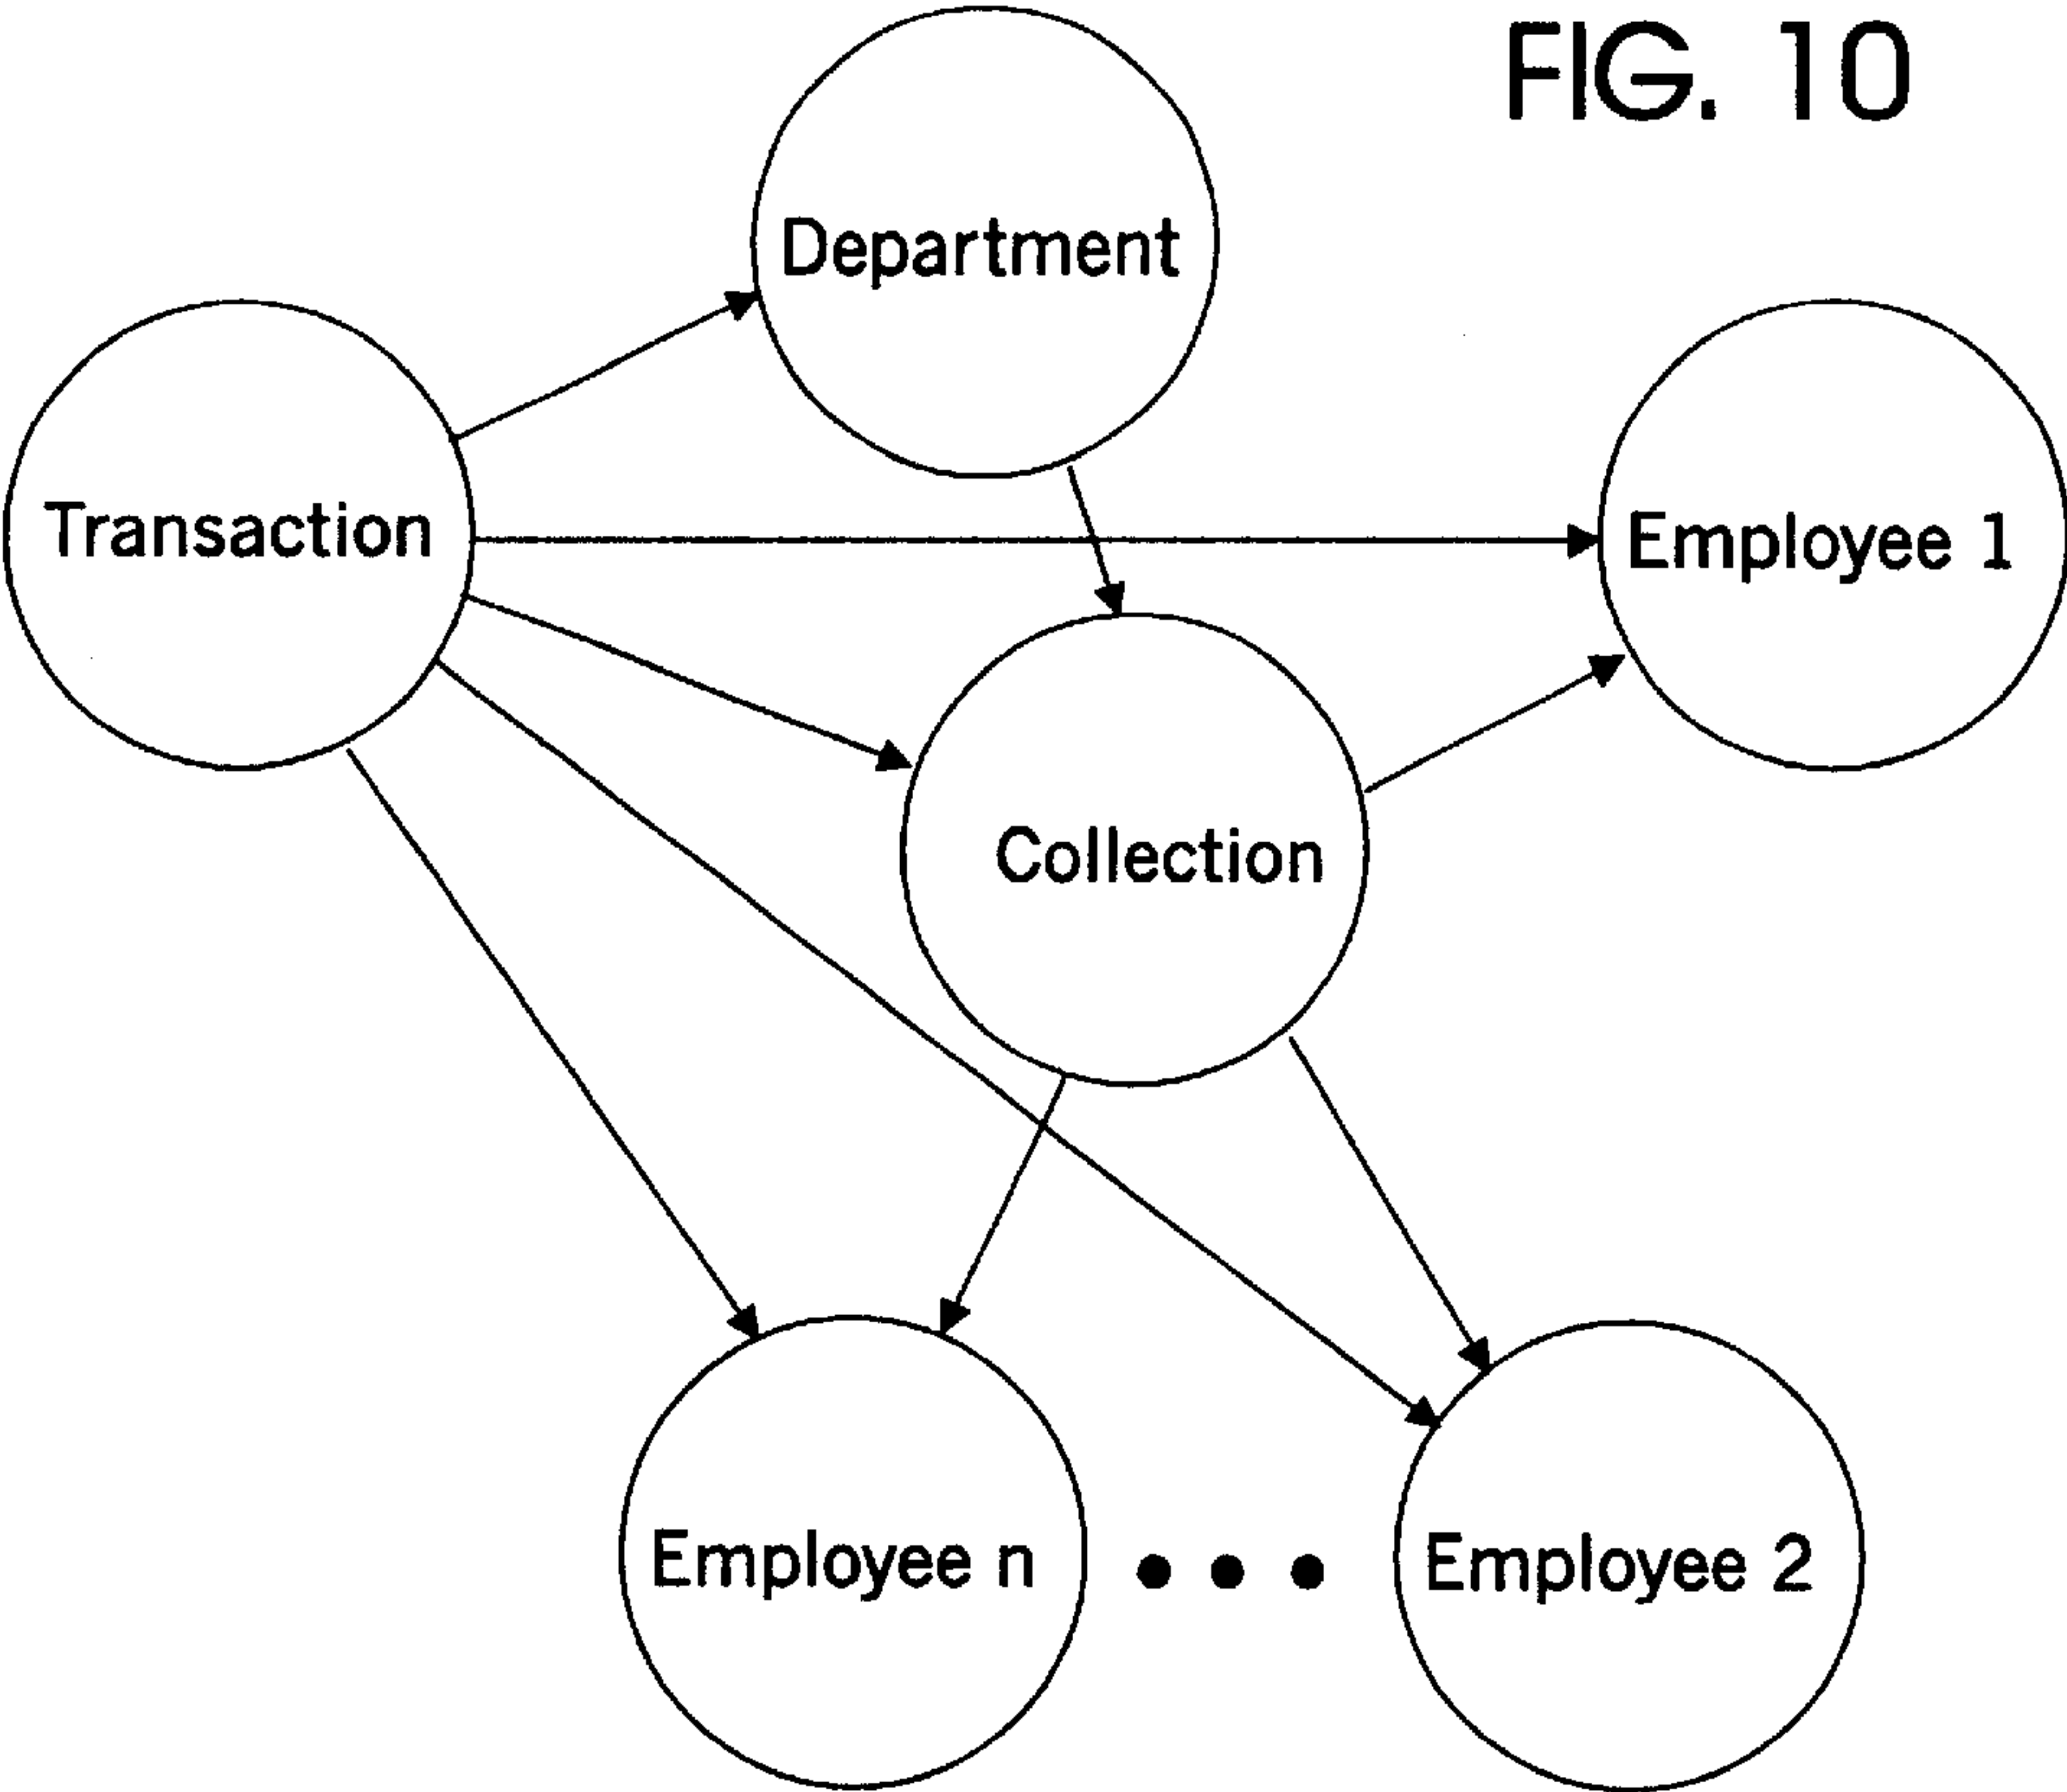 FIG. 10
Department
Transaction
Employee 1
Collection
Employee n
Employee 2